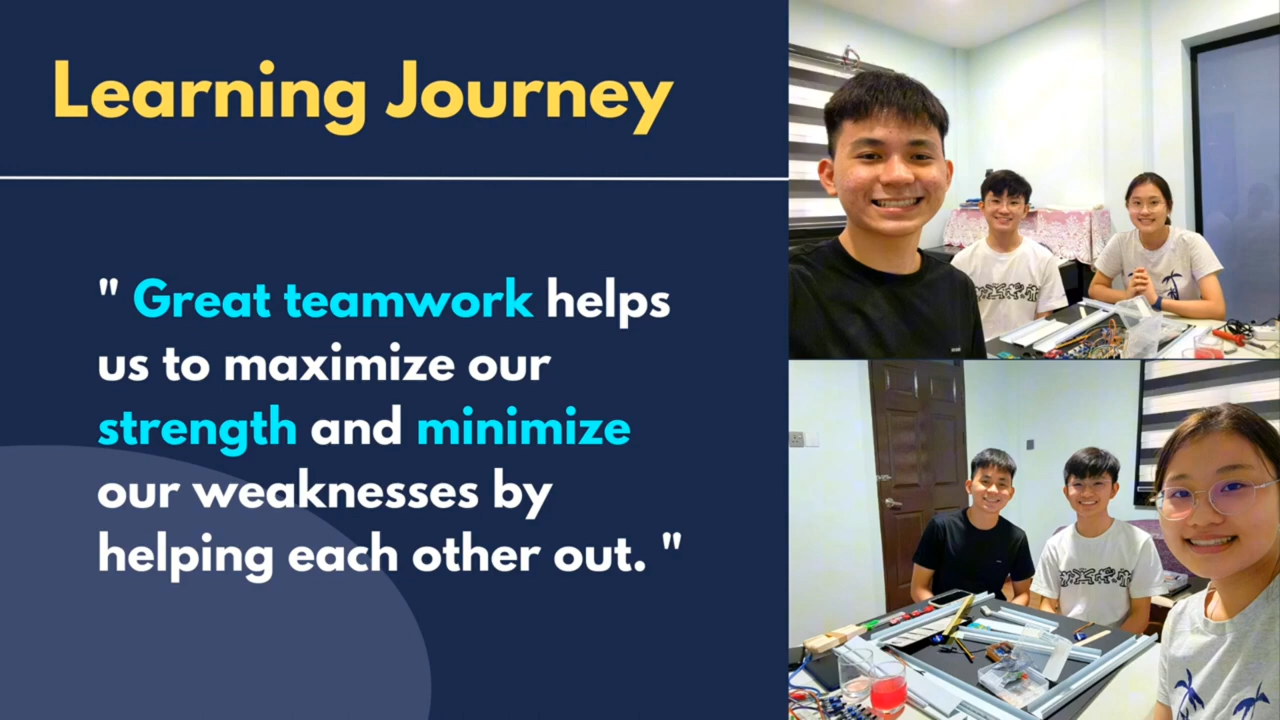 Learning Journey
" Great teamwork helps
us to maximize our
strength and minimize
our weaknesses by
helping each other out. "